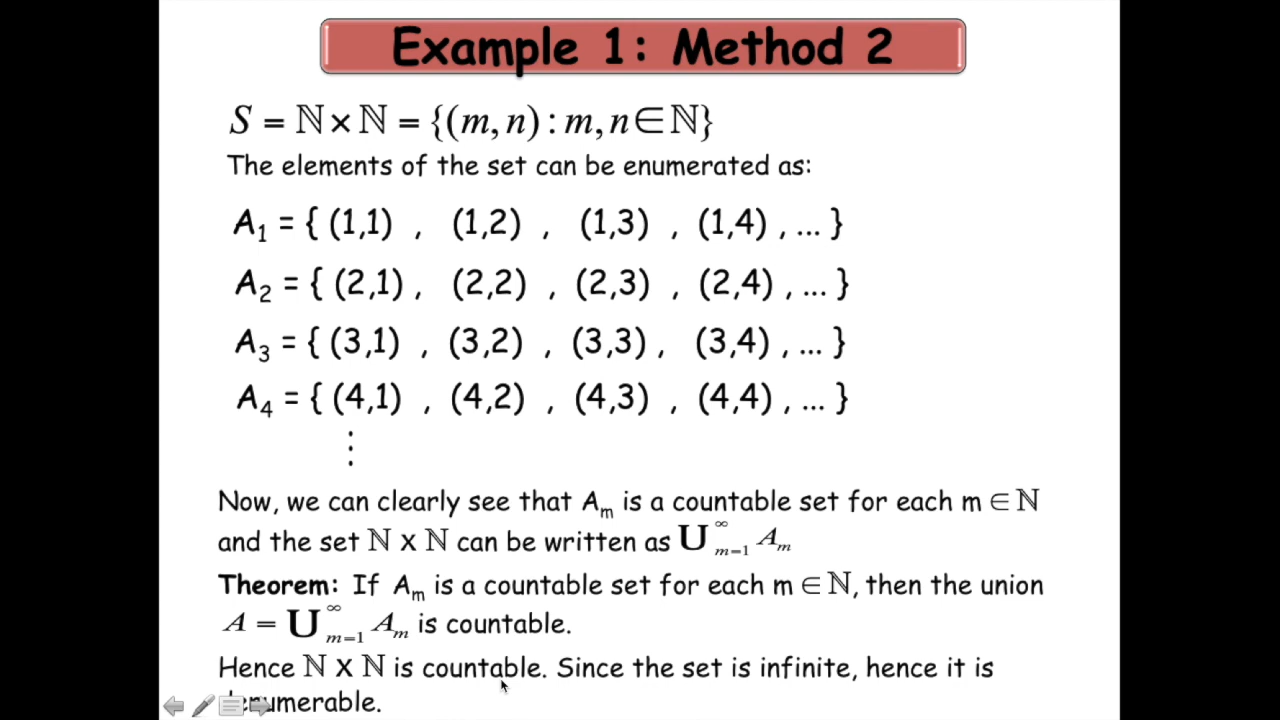 Example 1: Method 2
S = ℕ × ℕ = {(m, n) : m, n ∈ ℕ}
The elements of the set can be enumerated as:
A₁ = { (1,1) , (1,2) , (1,3) , (1,4) , ... }
A₂ = { (2,1) , (2,2) , (2,3) , (2,4) , ... }
A₃ = { (3,1) , (3,2) , (3,3) , (3,4) , ... }
A₄ = { (4,1) , (4,2) , (4,3) , (4,4) , ... }
⋮
Now, we can clearly see that Aₘ is a countable set for each m ∈ ℕ
and the set ℕ x ℕ can be written as U ∞ m=1 Aₘ
Theorem: If Aₘ is a countable set for each m ∈ ℕ, then the union
A = U ∞ m=1 Aₘ is countable.
Hence ℕ x ℕ is countable. Since the set is infinite, hence it is
denumerable.